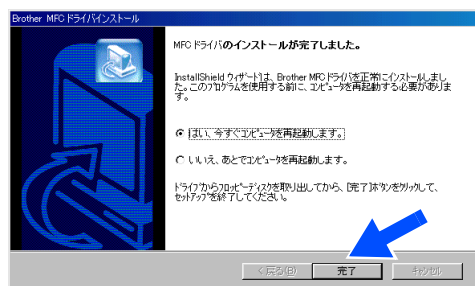 Brother MFC ドライバインストール
MFC ドライバのインストールが完了しました。
InstallShield ウィザードは、Brother MFC ドライバを正常にインストールしまし
た。このプログラムを使用する前に、コンピュータを再起動する必要がありま
す。
はい、今すぐコンピュータを再起動します。
いいえ、あとでコンピュータを再起動します。
ドライブからフロッピーディスクを取り出してから、[完了]ボタンをクリックして、
セットアップを終了してください。
< 戻る(B)
完了
キャンセル